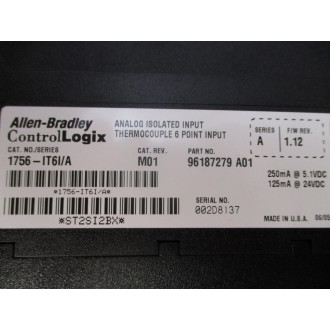 Allen-Bradley
ControlLogix
ANALOG ISOLATED INPUT
THERMOCOUPLE 6 POINT INPUT
SERIES
A
F/W REV.
1.12
CAT. NO./SERIES
1756-IT6I/A
CAT. REV.
M01
PART NO.
96187279 A01
250mA @ 5.1VDC
125mA @ 24VDC
*1756-IT6I/A*
*ST2SI2BX*
SERIAL NO.
002D8137
MADE IN U.S.A.